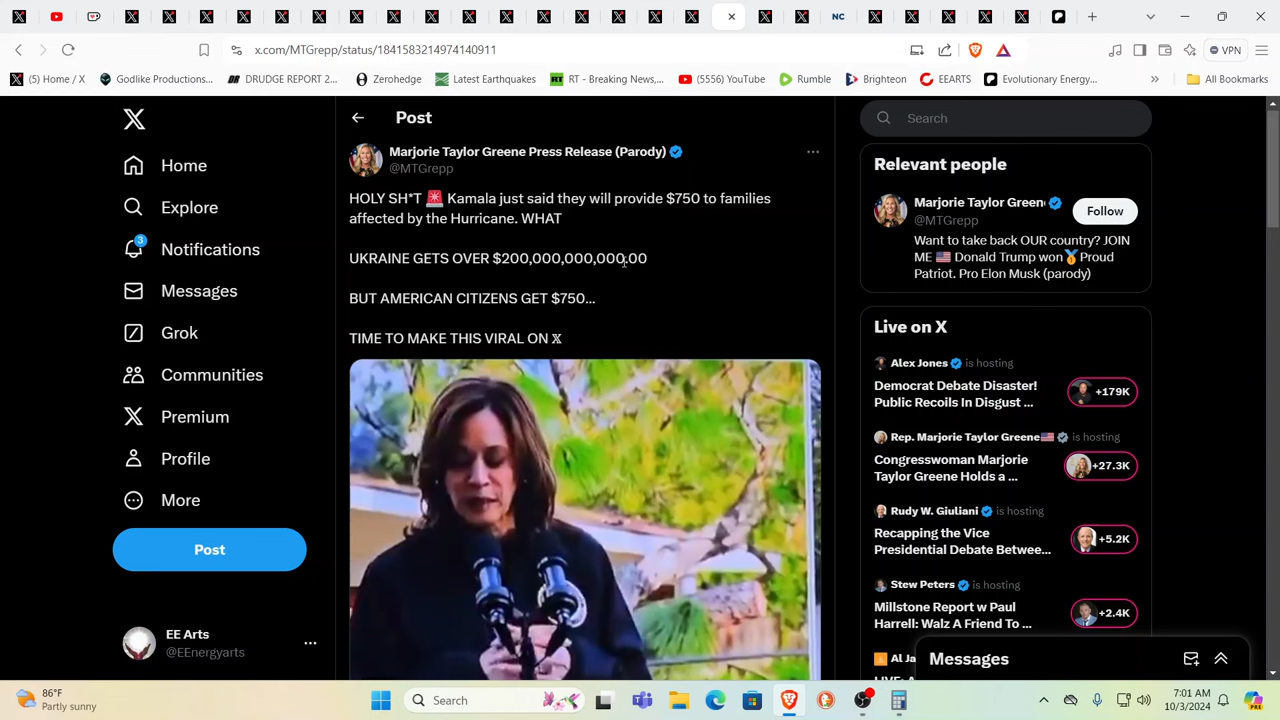 NC
x.com/MTGrepp/status/1841583214974140911
VPN
(5) Home / X
Godlike Productions...
DRUDGE REPORT 2...
Zerohedge
Latest Earthquakes
RT
RT - Breaking News,...
(5556) YouTube
Rumble
Brighteon
EEARTS
Evolutionary Energy...
All Bookmarks
Post
Search
Marjorie Taylor Greene Press Release (Parody)
@MTGrepp
HOLY SH*T 🚨 Kamala just said they will provide $750 to families
affected by the Hurricane. WHAT
UKRAINE GETS OVER $200,000,000,000.00
BUT AMERICAN CITIZENS GET $750...
TIME TO MAKE THIS VIRAL ON 𝕏
Home
Explore
3
Notifications
Messages
Grok
Communities
Premium
Profile
More
Post
EE Arts
@EEnergyarts
Relevant people
Marjorie Taylor Green
@MTGrepp
Follow
Want to take back OUR country? JOIN
ME 🇺🇸 Donald Trump won🥇Proud
Patriot. Pro Elon Musk (parody)
Live on X
Alex Jones is hosting
Democrat Debate Disaster!
Public Recoils In Disgust ...
+179K
Rep. Marjorie Taylor Greene🇺🇸 is hosting
Congresswoman Marjorie
Taylor Greene Holds a ...
+27.3K
Rudy W. Giuliani is hosting
Recapping the Vice
Presidential Debate Betwee...
+5.2K
Stew Peters is hosting
Millstone Report w Paul
Harrell: Walz A Friend To ...
+2.4K
Messages
86°F
Partly sunny
Search
7:01 AM
10/3/2024
PRE